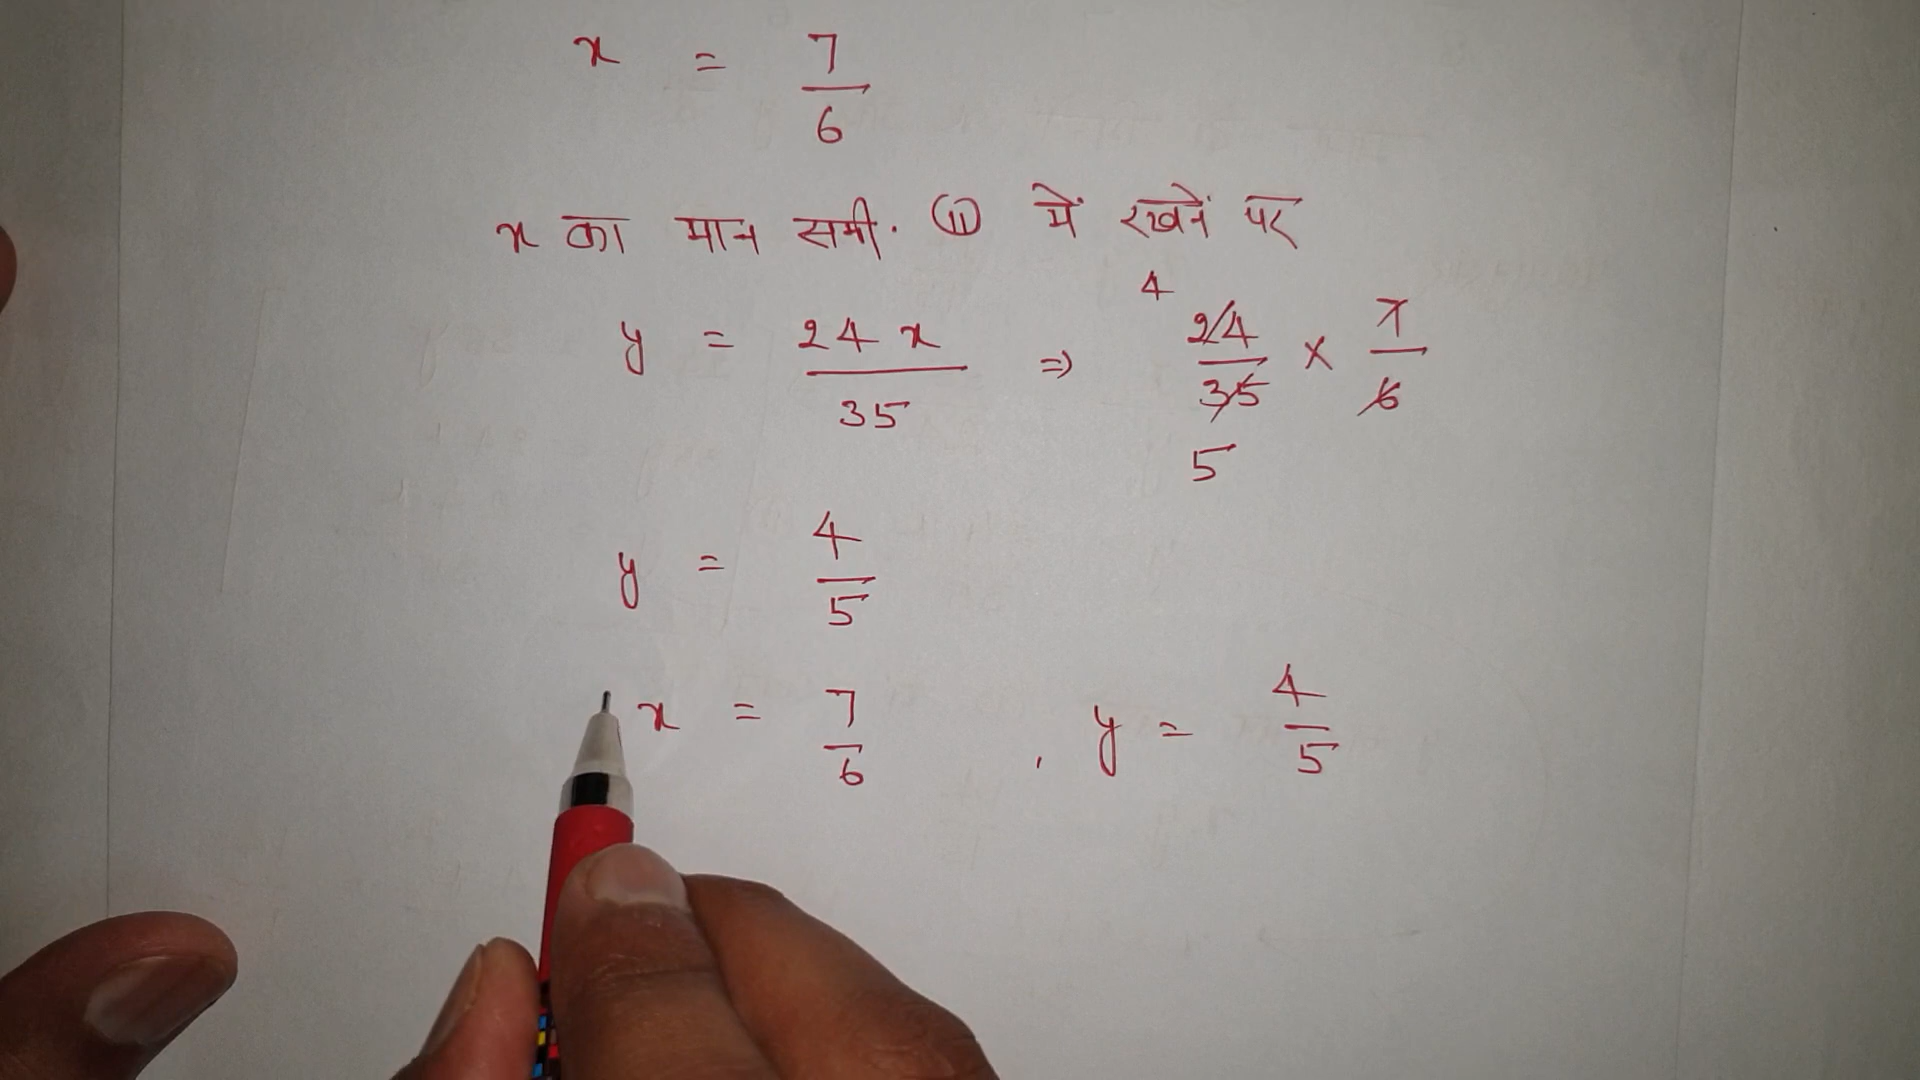 x = 7/6
x का मान समी. (ii) में रखनें पर
y = 24x/35 => 4 24/35 5 × 7/6
y = 4/5
x = 7/6 , y = 4/5